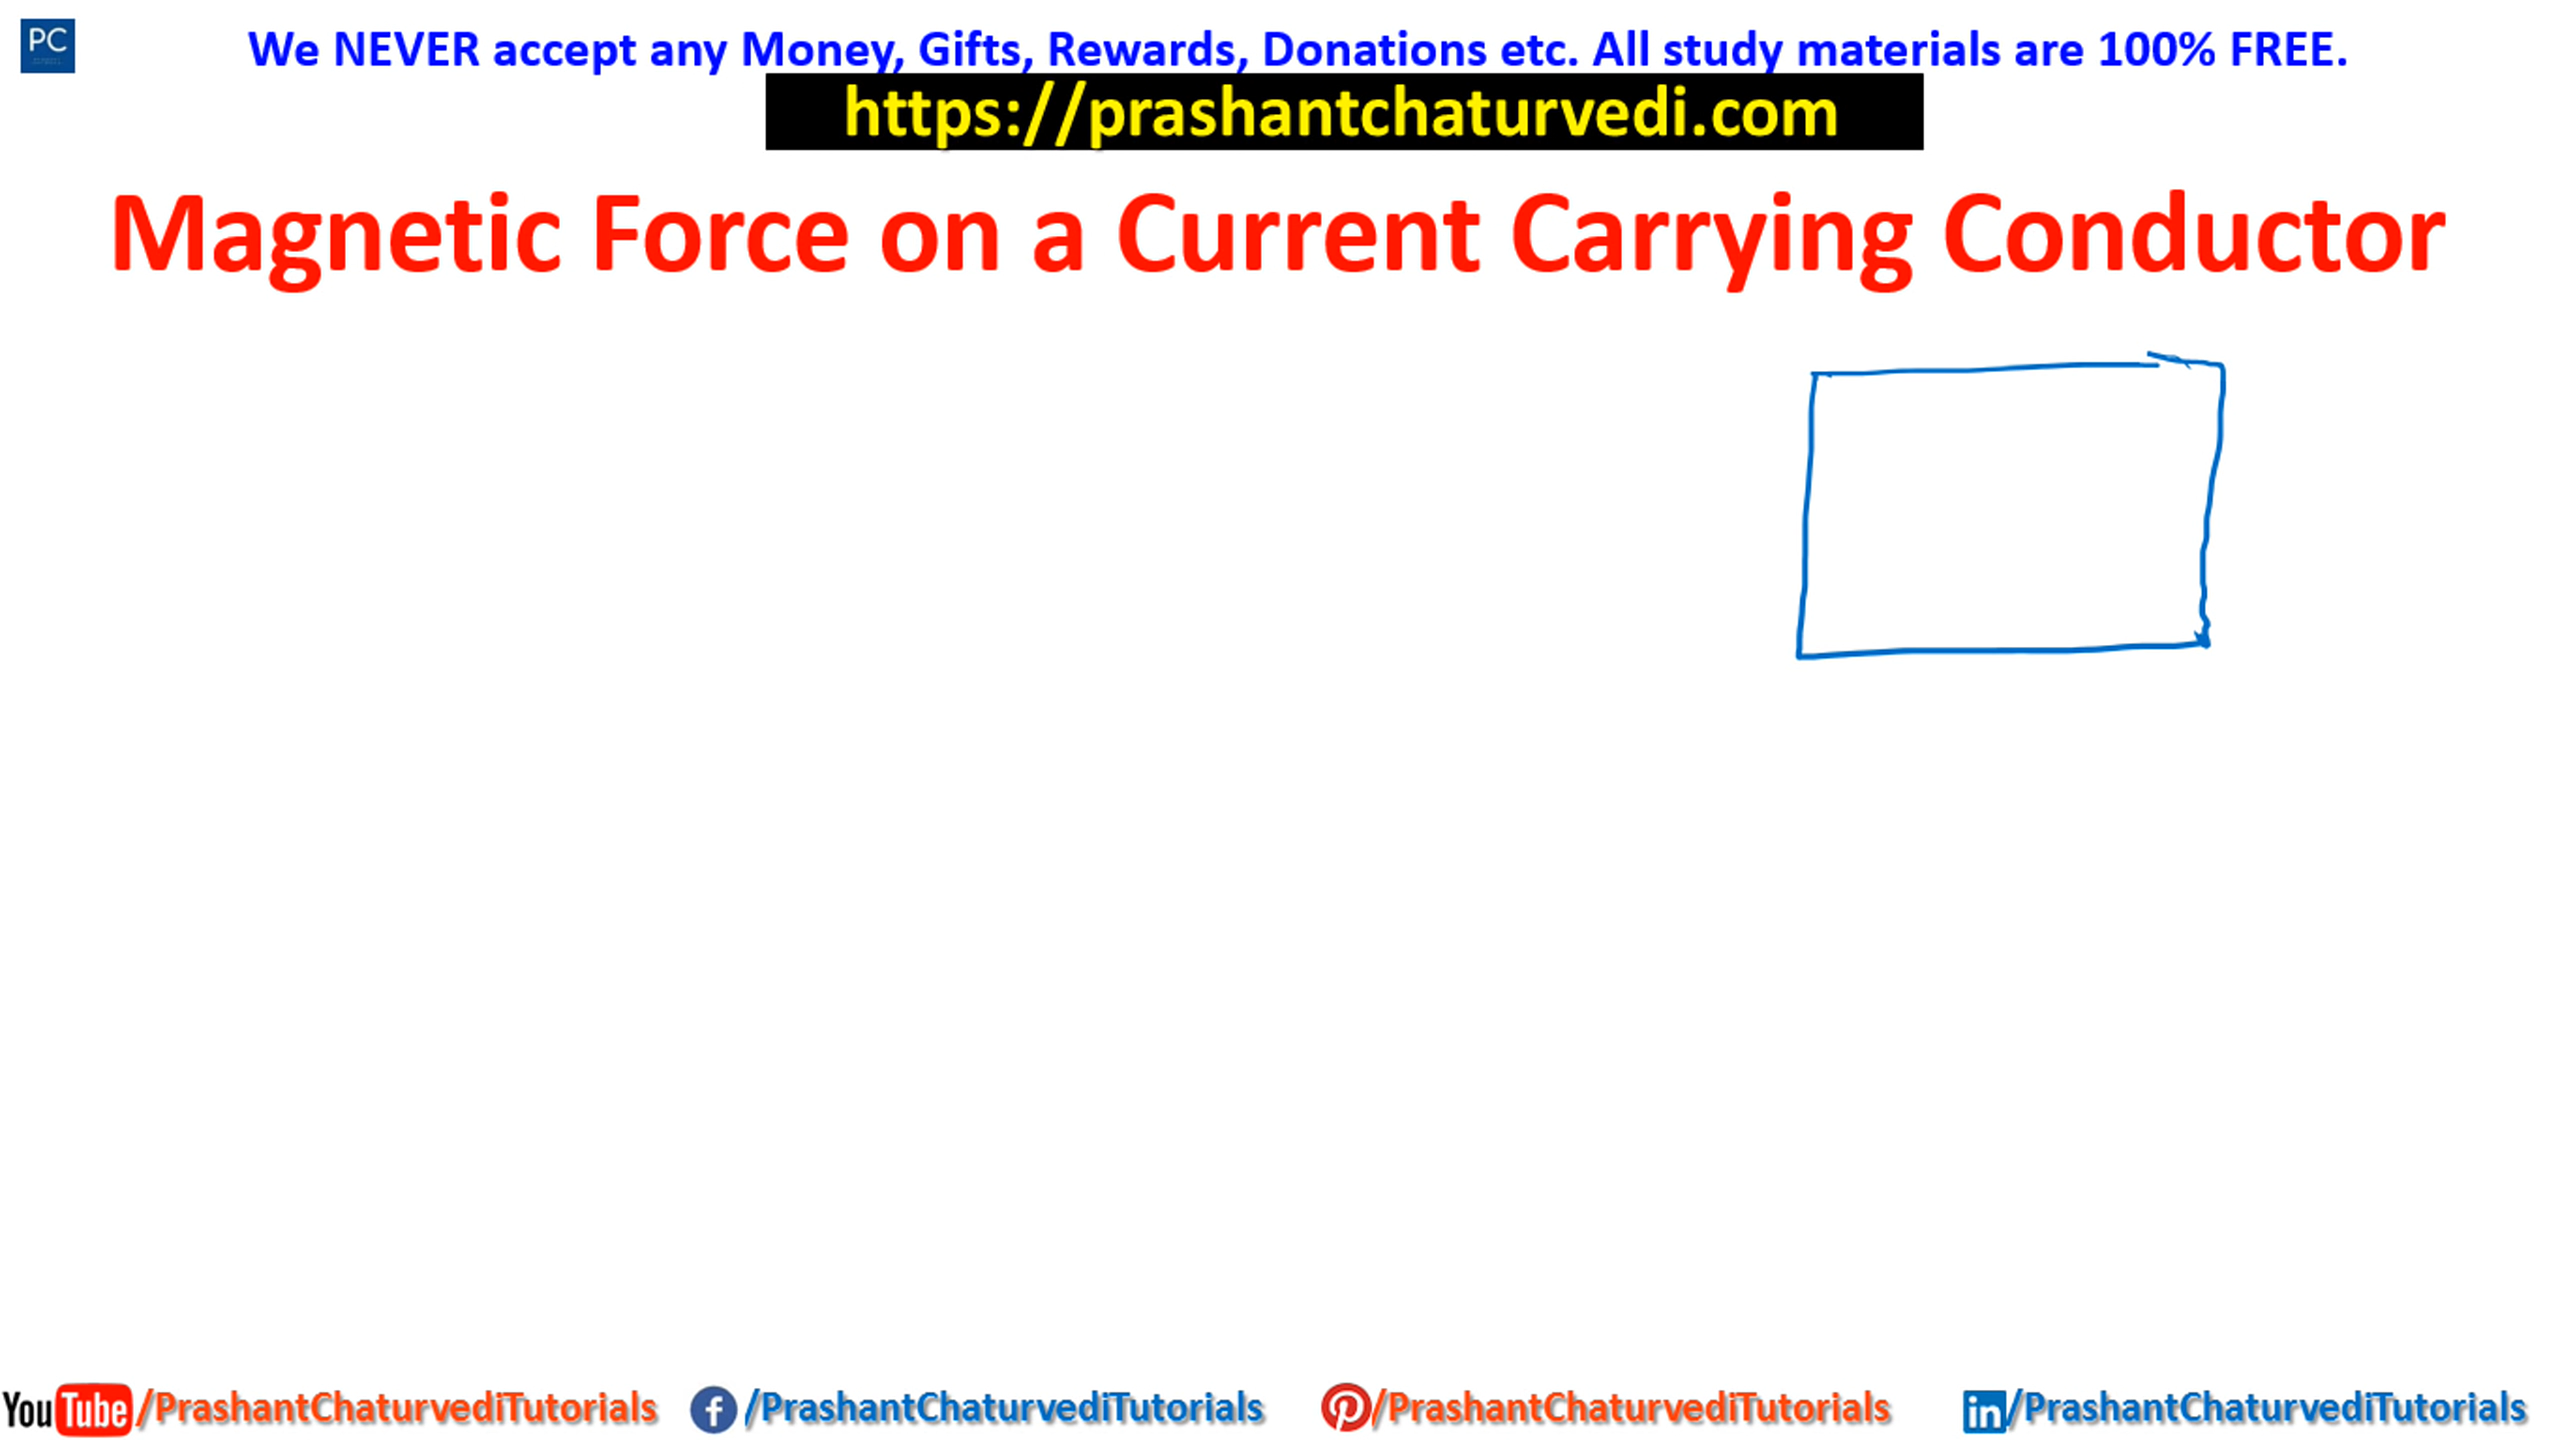 PC
We NEVER accept any Money, Gifts, Rewards, Donations etc. All study materials are 100% FREE.
https://prashantchaturvedi.com
Magnetic Force on a Current Carrying Conductor
YouTube/PrashantChaturvediTutorials f/PrashantChaturvediTutorials /PrashantChaturvediTutorials in/PrashantChaturvediTutorials